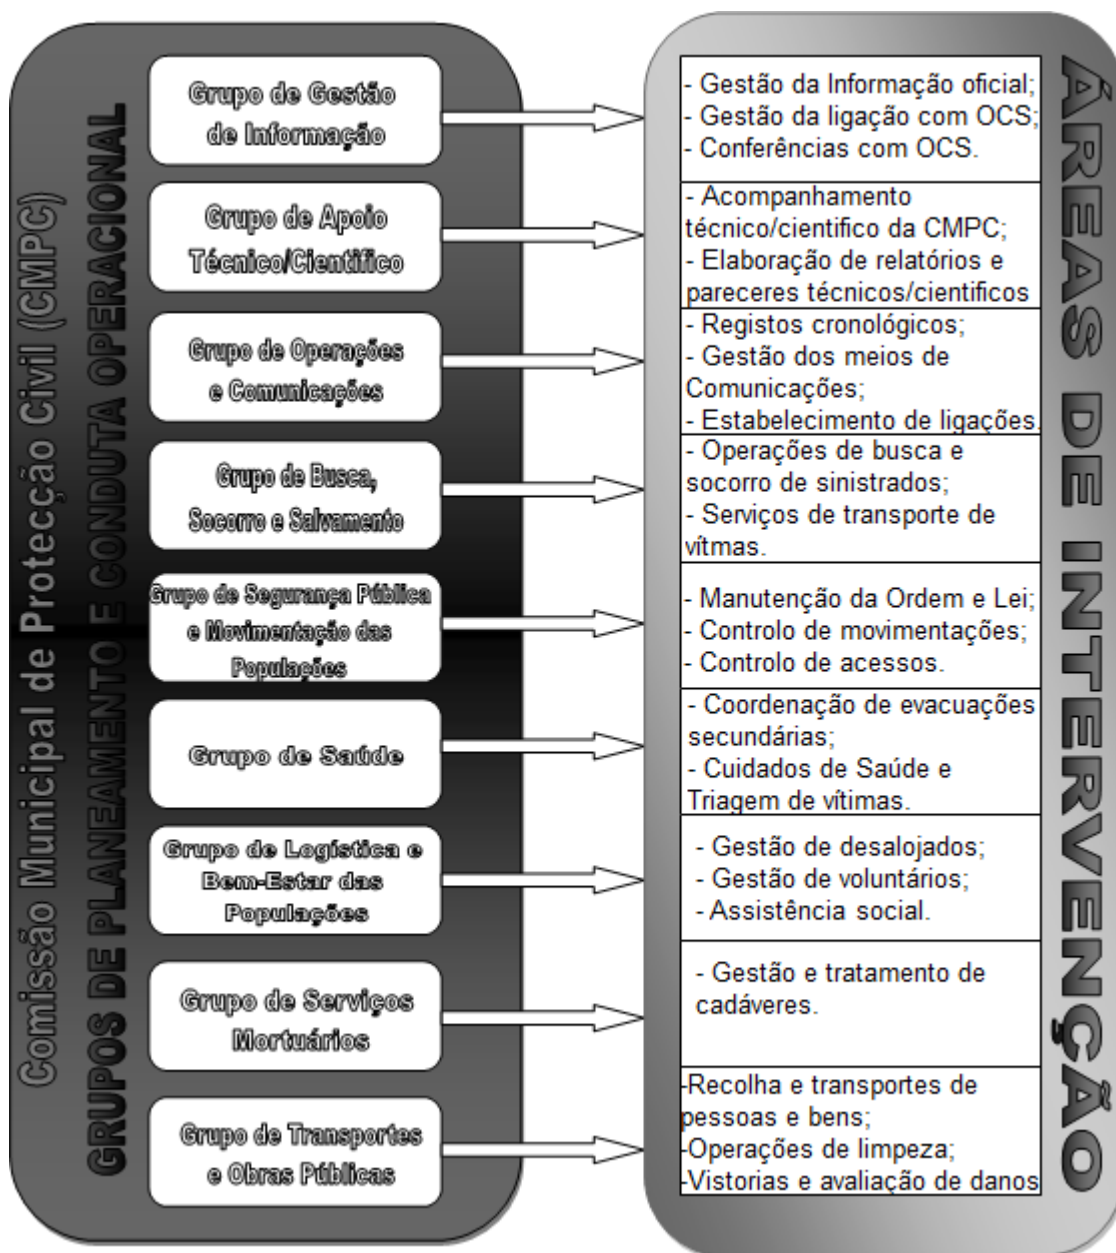 Comissão Municipal de Protecção Civil (CMPC)
GRUPOS DE PLANEAMENTO E CONDUTA OPERACIONAL
Grupo de Gestão
de Informação
- Gestão da Informação oficial;
- Gestão da ligação com OCS;
- Conferências com OCS.
Grupo de Apoio
Técnico/Cientifico
- Acompanhamento
técnico/cientifico da CMPC;
- Elaboração de relatórios e
pareceres técnicos/cientificos
Grupo de Operações
e Comunicações
- Registos cronológicos;
- Gestão dos meios de
Comunicações;
- Estabelecimento de ligações.
Grupo de Busca,
Socorro e Salvamento
- Operações de busca e
socorro de sinistrados;
- Serviços de transporte de
vítmas.
Grupo de Segurança Pública
e Movimentação das
Populações
- Manutenção da Ordem e Lei;
- Controlo de movimentações;
- Controlo de acessos.
Grupo de Saúde
- Coordenação de evacuações
secundárias;
- Cuidados de Saúde e
Triagem de vítimas.
Grupo de Logística e
Bem-Estar das
Populações
- Gestão de desalojados;
- Gestão de voluntários;
- Assistência social.
Grupo de Serviços
Mortuários
- Gestão e tratamento de
cadáveres.
Grupo de Transportes
e Obras Públicas
-Recolha e transportes de
pessoas e bens;
-Operações de limpeza;
-Vistorias e avaliação de danos
ÁREAS DE INTERVENÇÃO